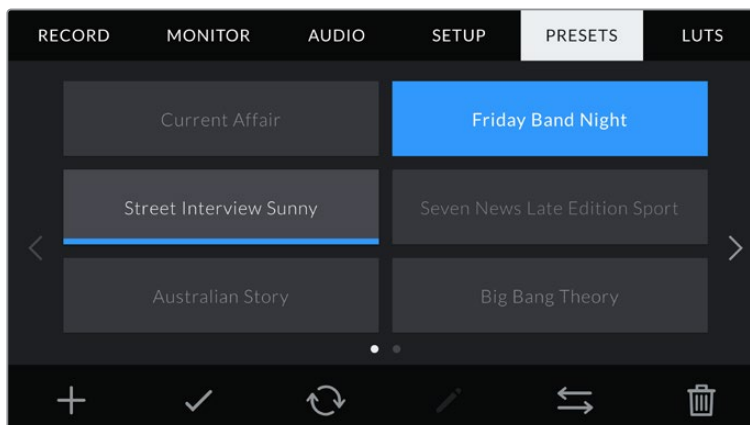 RECORD MONITOR AUDIO SETUP PRESETS LUTS
Current Affair Friday Band Night
Street Interview Sunny Seven News Late Edition Sport
Australian Story Big Bang Theory